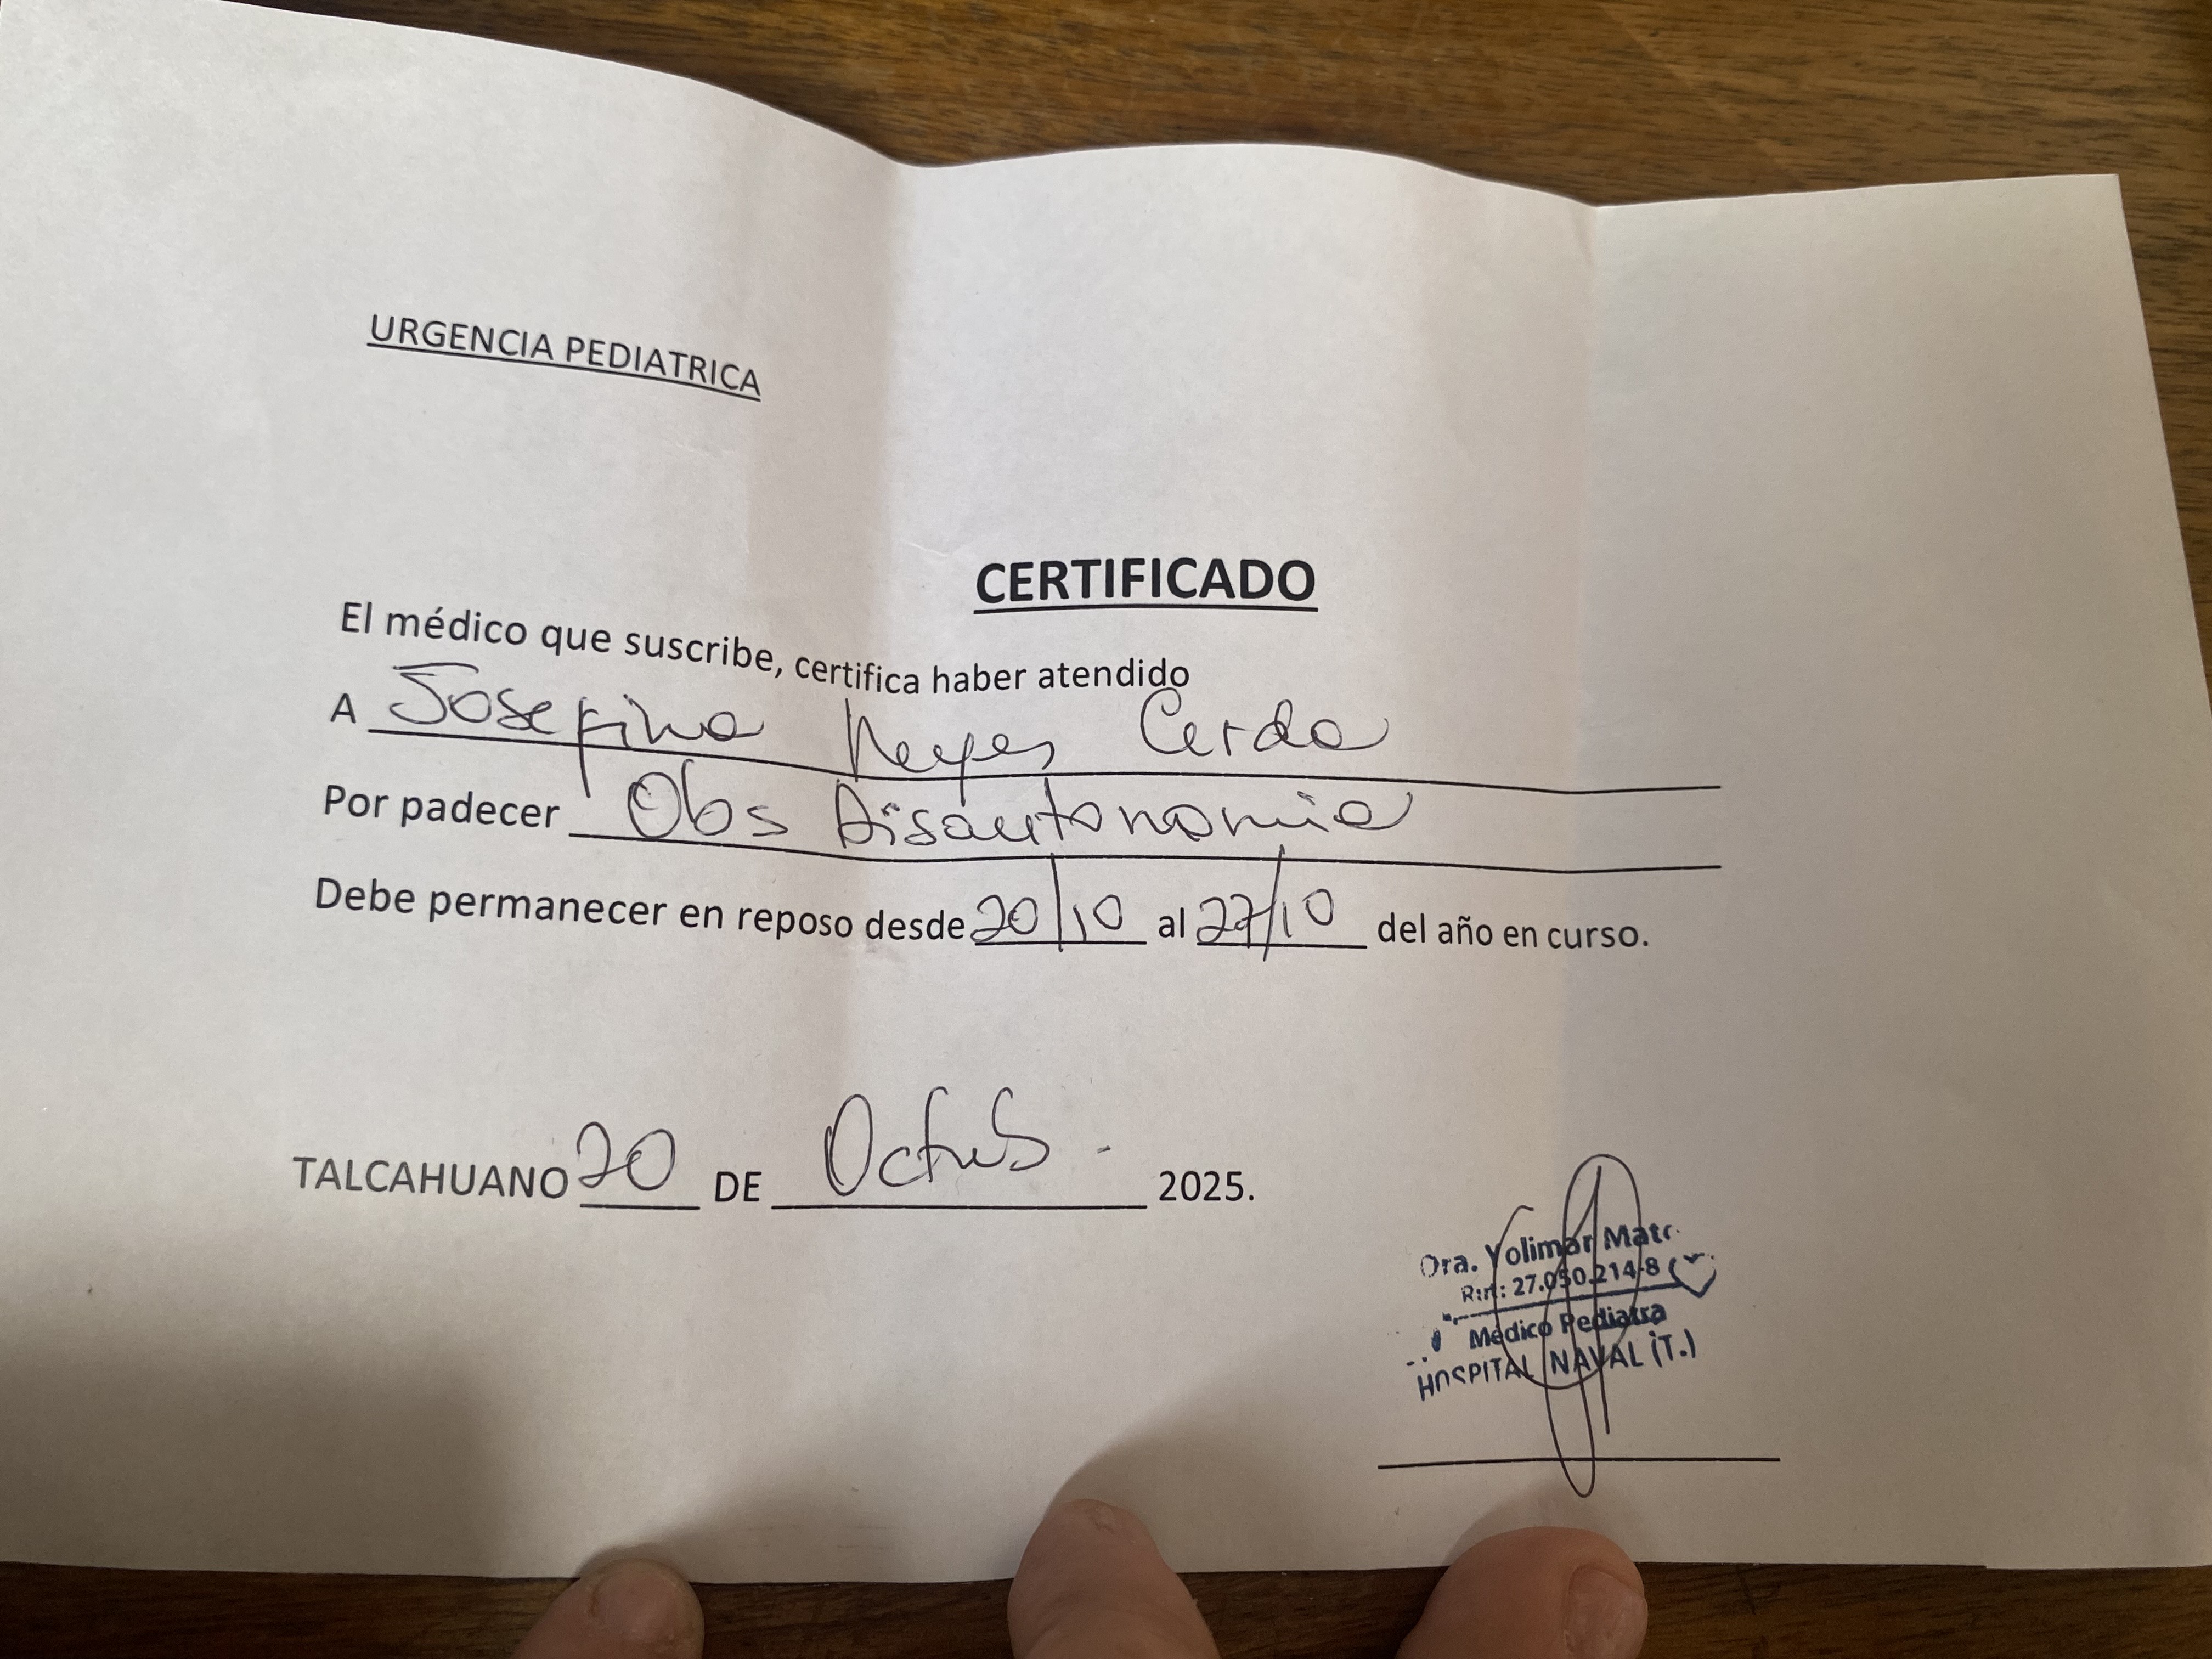 URGENCIA PEDIATRICA
CERTIFICADO
El médico que suscribe, certifica haber atendido
A Josefina Reyes Cerda
Por padecer Obs Disautonomia
Debe permanecer en reposo desde 20/10 al 27/10 del año en curso.
TALCAHUANO 20 DE Octub. 2025.
Dra. Yolimar
Rut: 27.050.214-8
Médico Pediatra
HOSPITAL NAVAL (T.)